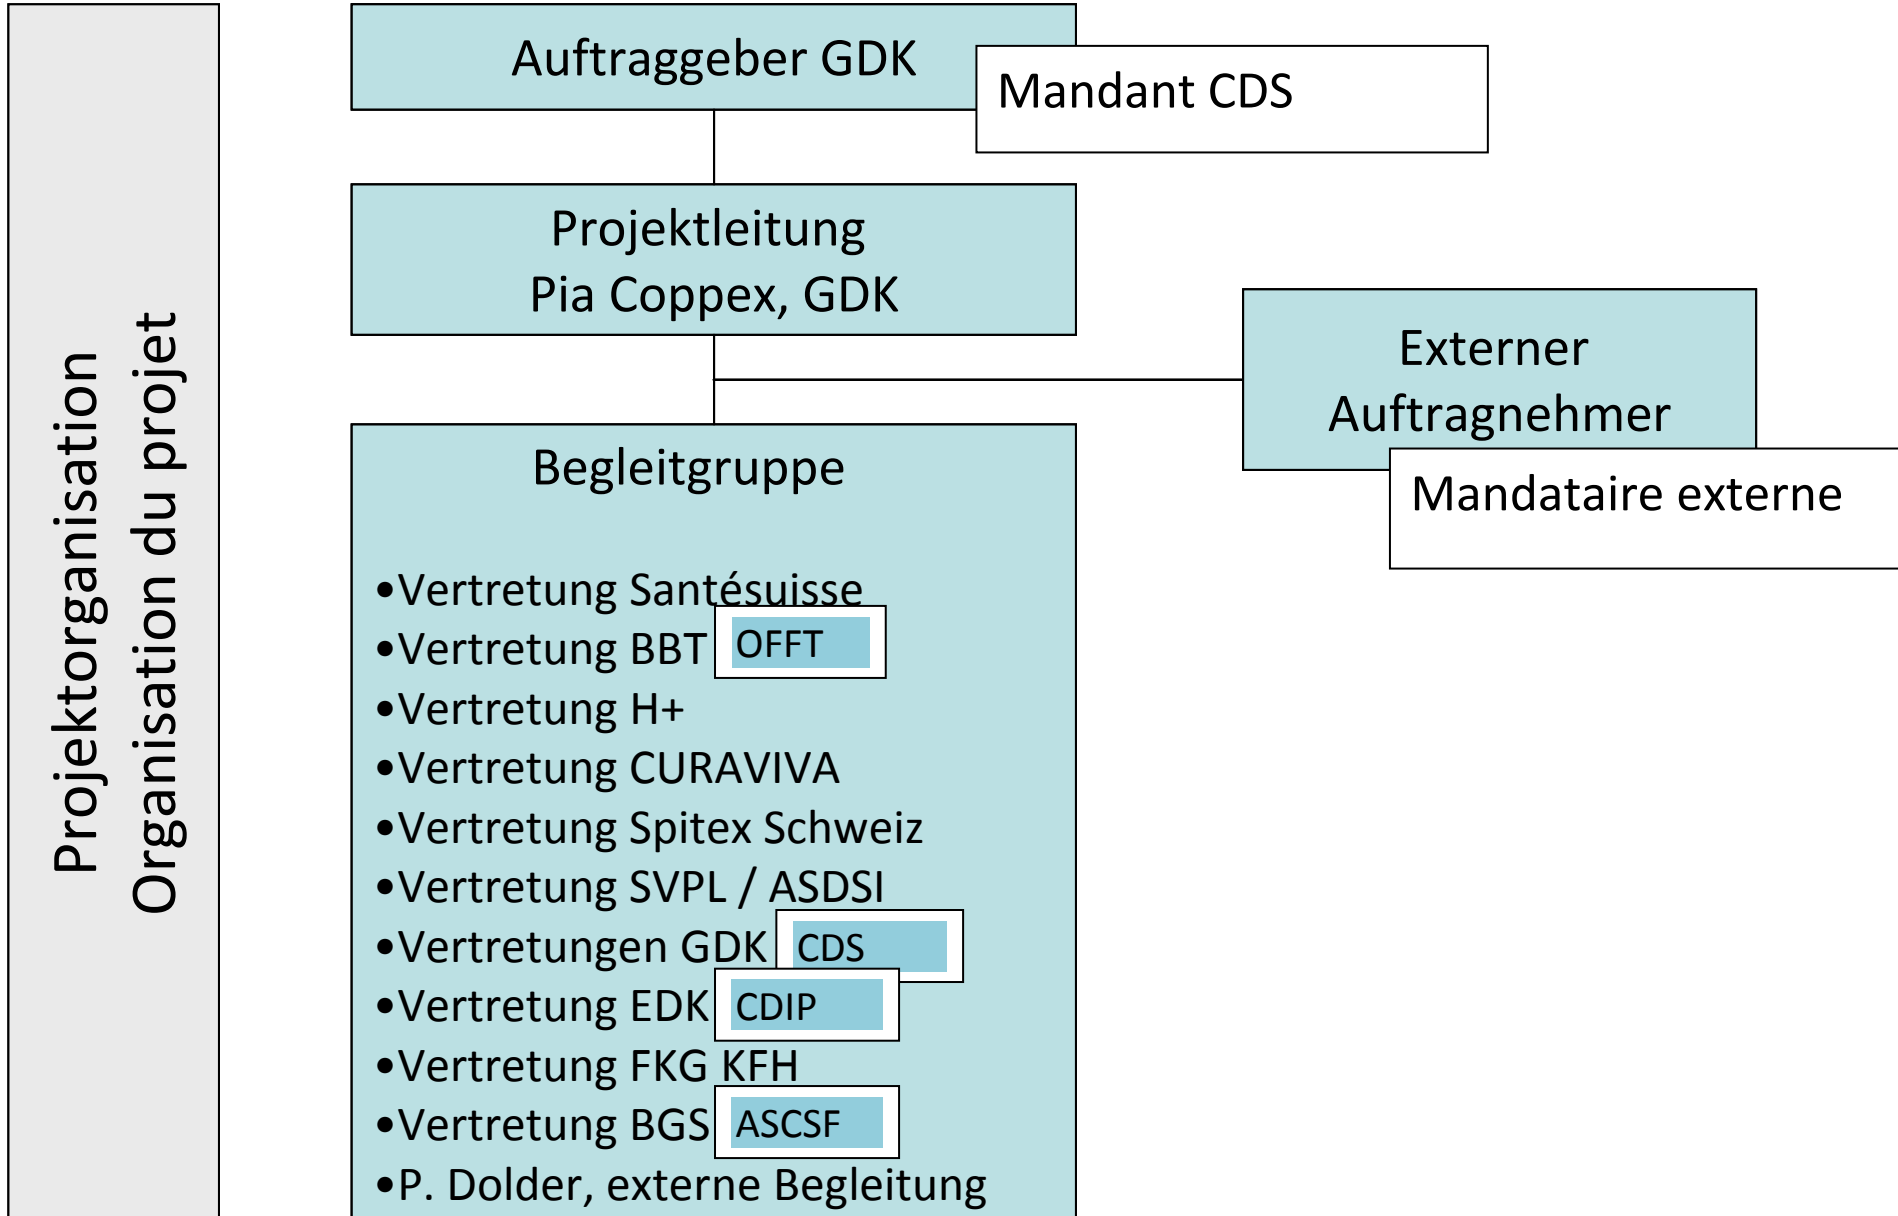 Projektorganisation
Organisation du projet
Auftraggeber GDK
Mandant CDS
Projektleitung
Pia Coppex, GDK
Externer
Auftragnehmer
Mandataire externe
Begleitgruppe
•Vertretung Santésuisse
•Vertretung BBT OFFT
•Vertretung H+
•Vertretung CURAVIVA
•Vertretung Spitex Schweiz
•Vertretung SVPL / ASDSI
•Vertretungen GDK CDS
•Vertretung EDK CDIP
•Vertretung FKG KFH
•Vertretung BGS ASCSF
•P. Dolder, externe Begleitung